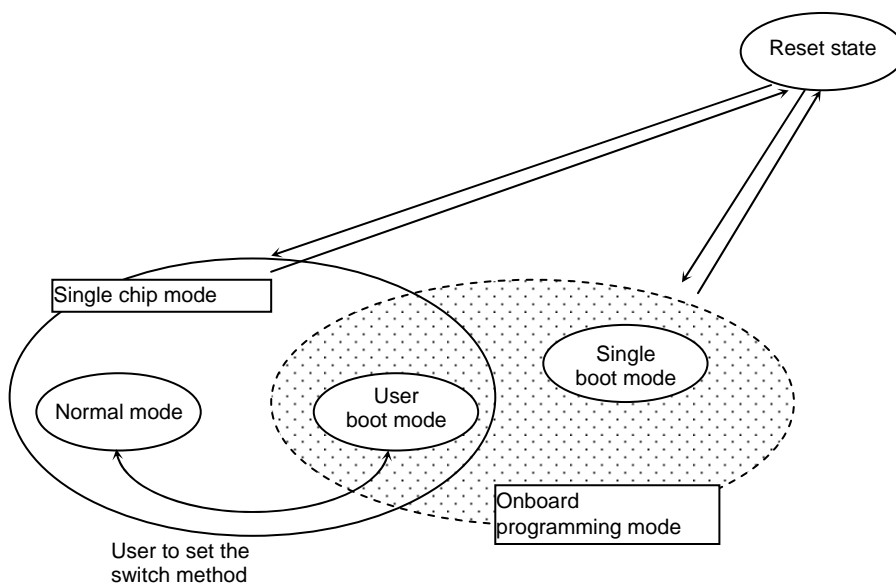 Reset state
Single chip mode
Single
boot mode
Normal mode
User
boot mode
Onboard
programming mode
User to set the
switch method